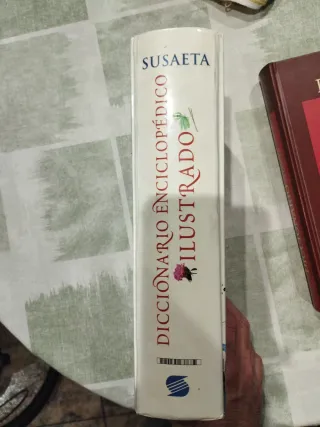 SUSAETA
DICCIONARIO ENCICLOPÉDICO
ILUSTRADO